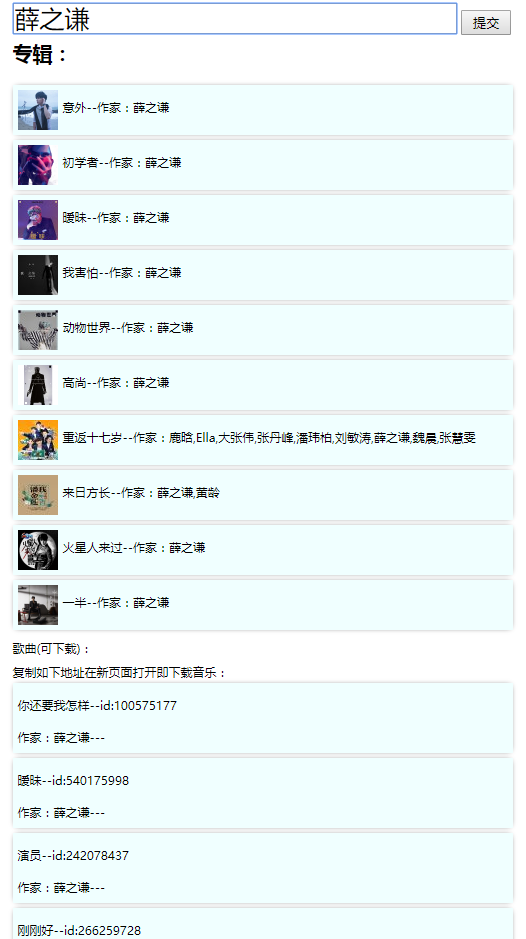 薛之谦
提交
专辑：
意外--作家：薛之谦
初学者--作家：薛之谦
暧昧--作家：薛之谦
我害怕--作家：薛之谦
动物世界--作家：薛之谦
高尚--作家：薛之谦
重返十七岁--作家：鹿晗,Ella,大张伟,张丹峰,潘玮柏,刘敏涛,薛之谦,魏晨,张慧雯
来日方长--作家：薛之谦,黄龄
火星人来过--作家：薛之谦
一半--作家：薛之谦
歌曲(可下载)：
复制如下地址在新页面打开即下载音乐：
你还要我怎样--id:100575177
作家：薛之谦---
暧昧--id:540175998
作家：薛之谦---
演员--id:242078437
作家：薛之谦---
刚刚好--id:266259728